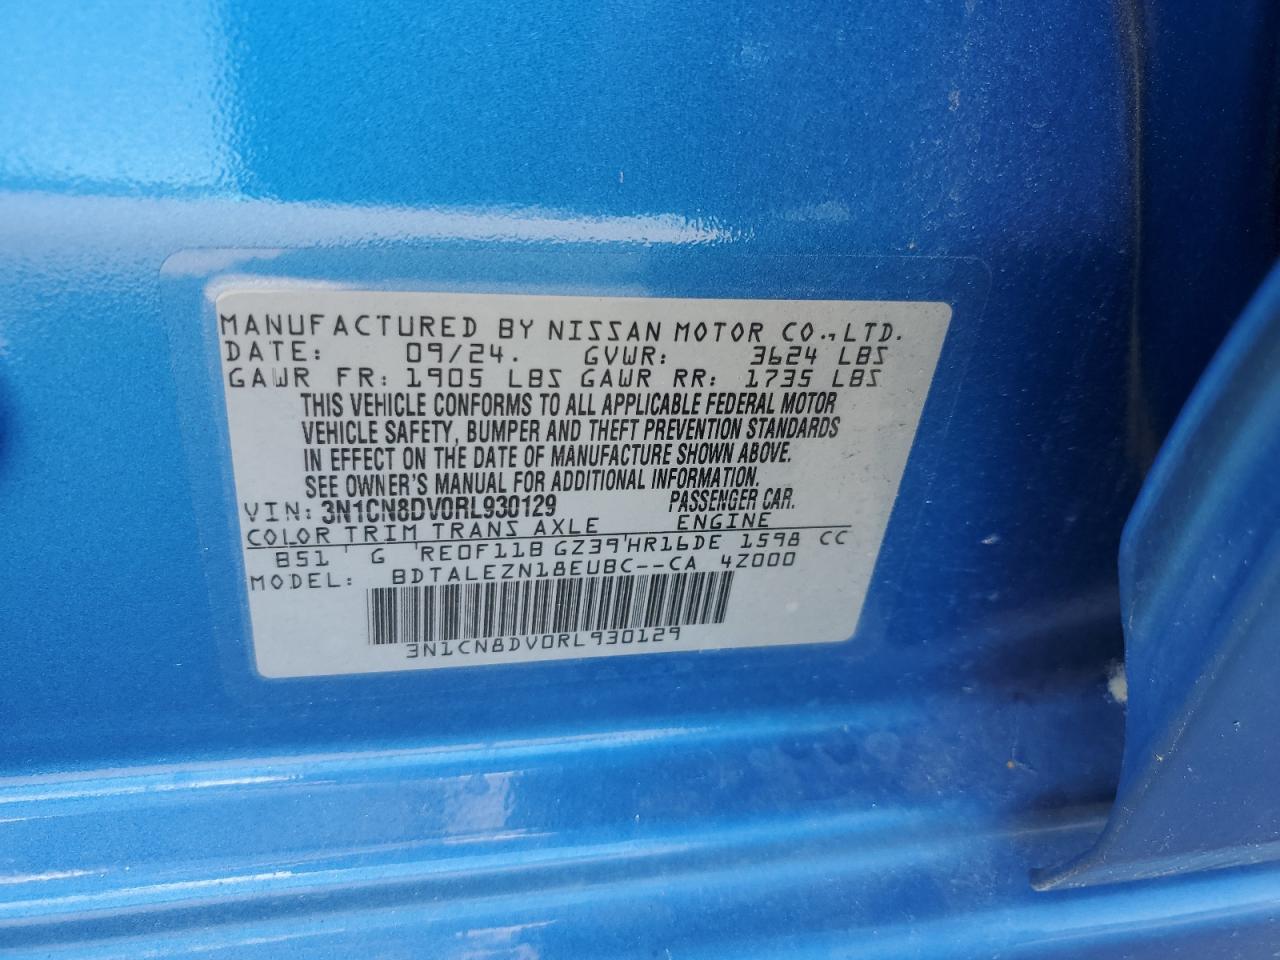 MANUFACTURED BY NISSAN MOTOR CO.,LTD.
DATE: 09/24. GVWR: 3624 LBS
GAWR FR: 1905 LBS GAWR RR: 1735 LBS
THIS VEHICLE CONFORMS TO ALL APPLICABLE FEDERAL MOTOR
VEHICLE SAFETY, BUMPER AND THEFT PREVENTION STANDARDS
IN EFFECT ON THE DATE OF MANUFACTURE SHOWN ABOVE.
SEE OWNER'S MANUAL FOR ADDITIONAL INFORMATION.
VIN: 3N1CN8DV0RL930129 PASSENGER CAR.
COLOR TRIM TRANS AXLE ENGINE
B51 G RE0F11B GZ39 HR16DE 1598 CC
MODEL: BDTALEZN18EUBC--CA 4Z000
3N1CN8DV0RL930129